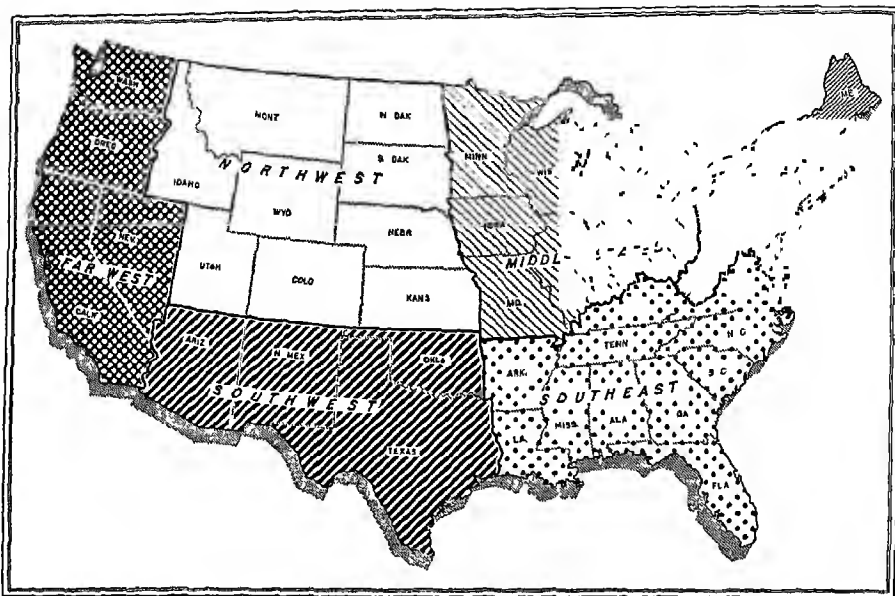 WASH
MONT
N DAK
ME
OREG
MINN
S DAK
WIS
NORTHWEST
IDAHO
WYO
NEBR
IOWA
NEV.
UTAH
COLO
KANS
MIDDL
FAR WEST
MO.
CALIF
ARIZ
N MEX
OKLA
TENN
N C
ARK.
S C
SOUTHWEST
SOUTHEAST
MISS.
ALA
GA
LA.
TEXAS
FLA